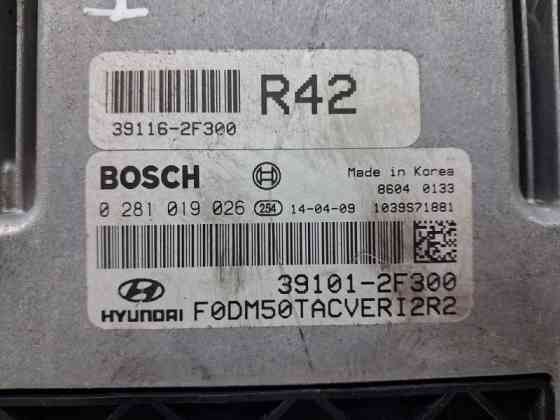 R42
39116-2F300
BOSCH
Made in Korea
8604 0133
0 281 019 026 254 14-04-09 1039S71881
39101-2F300
HYUNDAI F0DM50TACVERI2R2